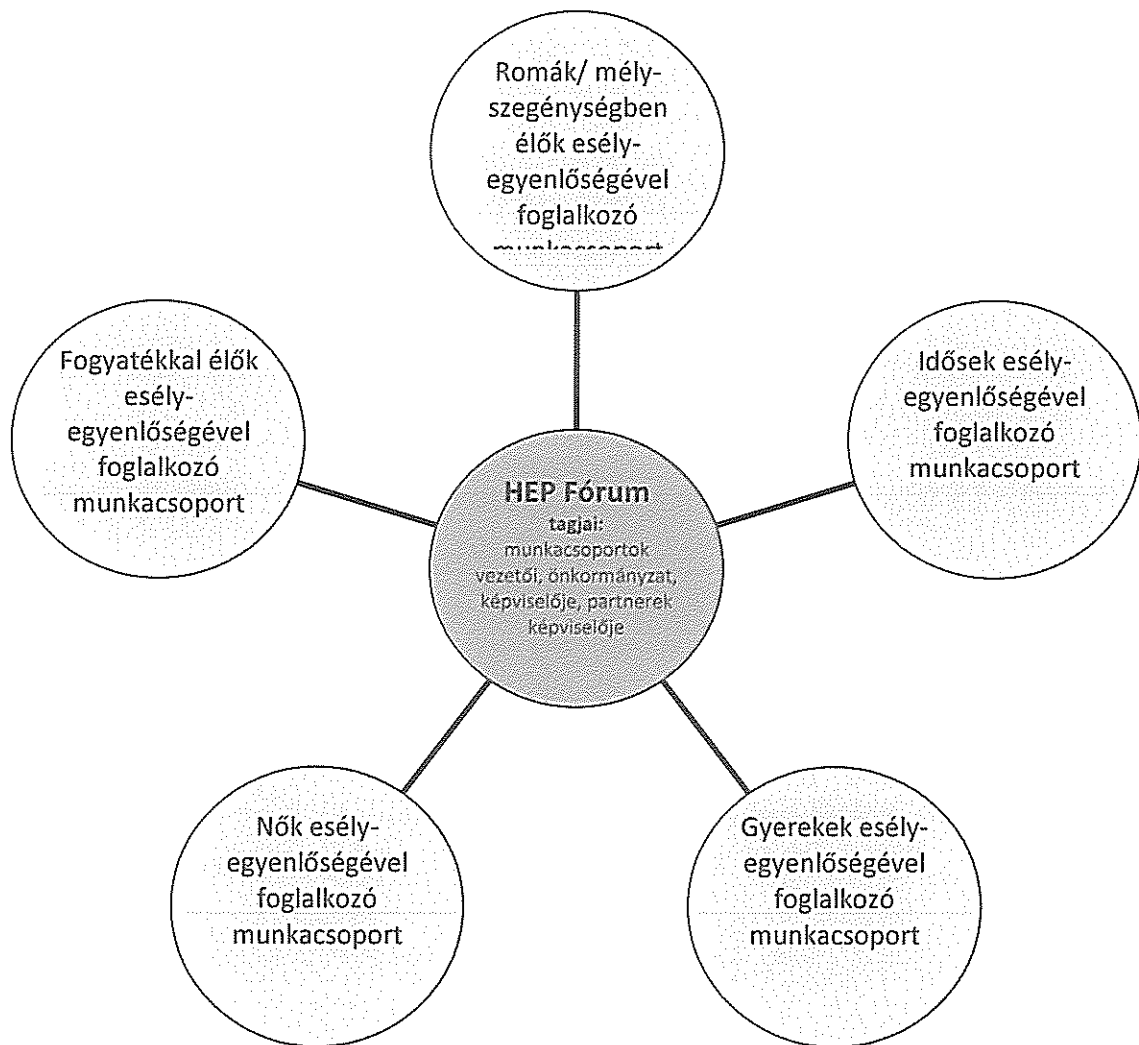 Romák/ mély-
szegénységben
élők esély-
egyenlőségével
foglalkozó
munkacsoport
Fogyatékkal élők
esély-
egyenlőségével
foglalkozó
munkacsoport
Idősek esély-
egyenlőségével
foglalkozó
munkacsoport
HEP Fórum
tagjai:
munkacsoportok
vezetői, önkormányzat,
képviselője, partnerek
képviselője
Nők esély-
egyenlőségével
foglalkozó
munkacsoport
Gyerekek esély-
egyenlőségével
foglalkozó
munkacsoport